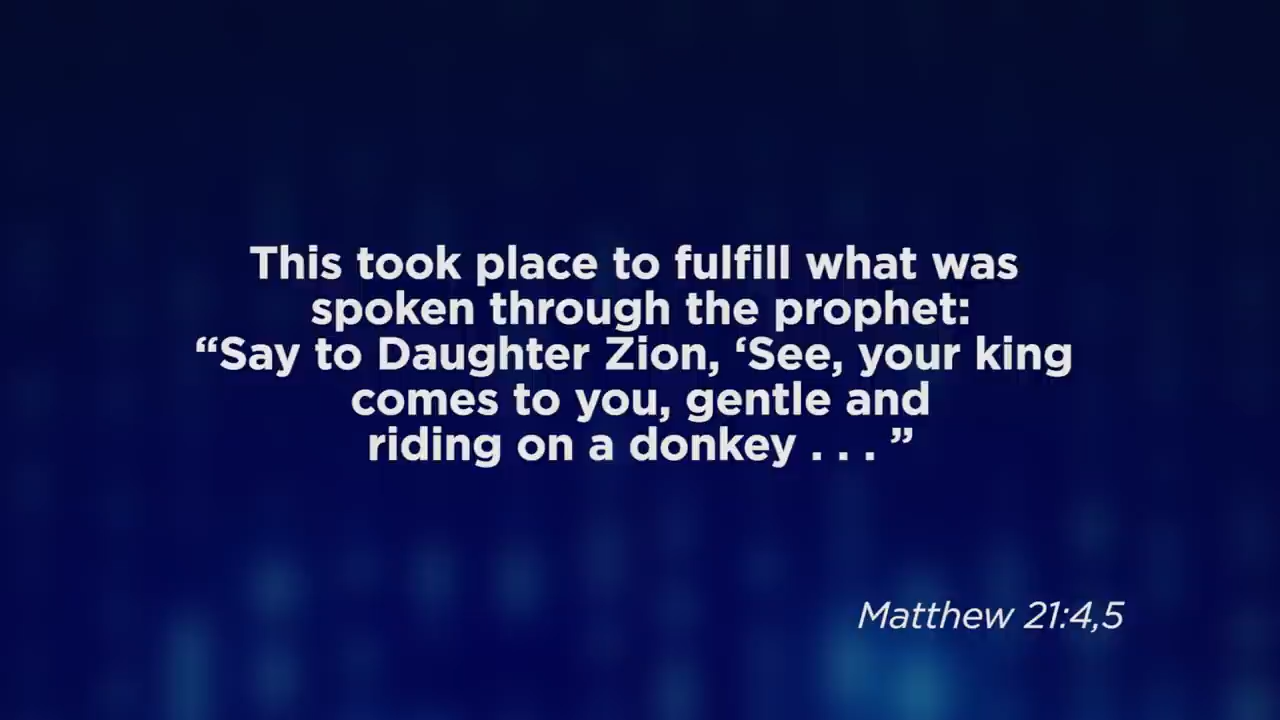 This took place to fulfill what was
spoken through the prophet:
“Say to Daughter Zion, ‘See, your king
comes to you, gentle and
riding on a donkey . . . ”
Matthew 21:4,5